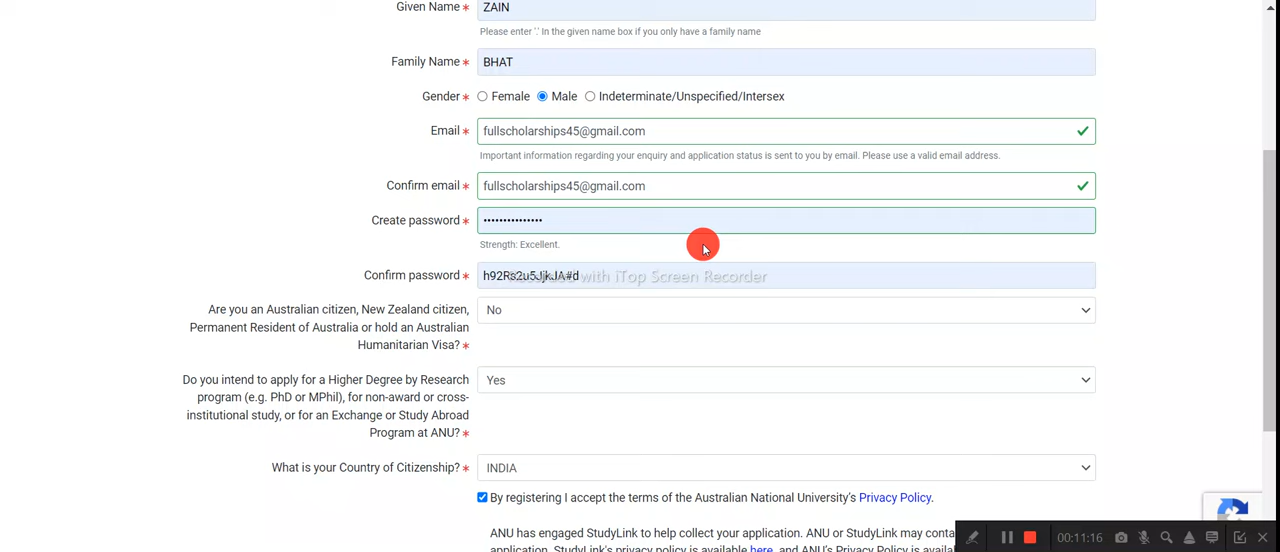 Given Name *
ZAIN
Please enter '.' In the given name box if you only have a family name
Family Name *
BHAT
Gender *
Female
Male
Indeterminate/Unspecified/Intersex
Email *
fullscholarships45@gmail.com
Important information regarding your enquiry and application status is sent to you by email. Please use a valid email address.
Confirm email *
fullscholarships45@gmail.com
Create password *
•••••••••••••••
Strength: Excellent.
Confirm password *
with iTop Screen Recorder
Are you an Australian citizen, New Zealand citizen,
Permanent Resident of Australia or hold an Australian
Humanitarian Visa? *
No
Do you intend to apply for a Higher Degree by Research
program (e.g. PhD or MPhil), for non-award or cross-
institutional study, or for an Exchange or Study Abroad
Program at ANU? *
Yes
What is your Country of Citizenship? *
INDIA
By registering I accept the terms of the Australian National University's Privacy Policy.
ANU has engaged StudyLink to help collect your application. ANU or StudyLink may
application. StudyLink's privacy policy is available here, and ANU's Privacy Policy is
00:11:16